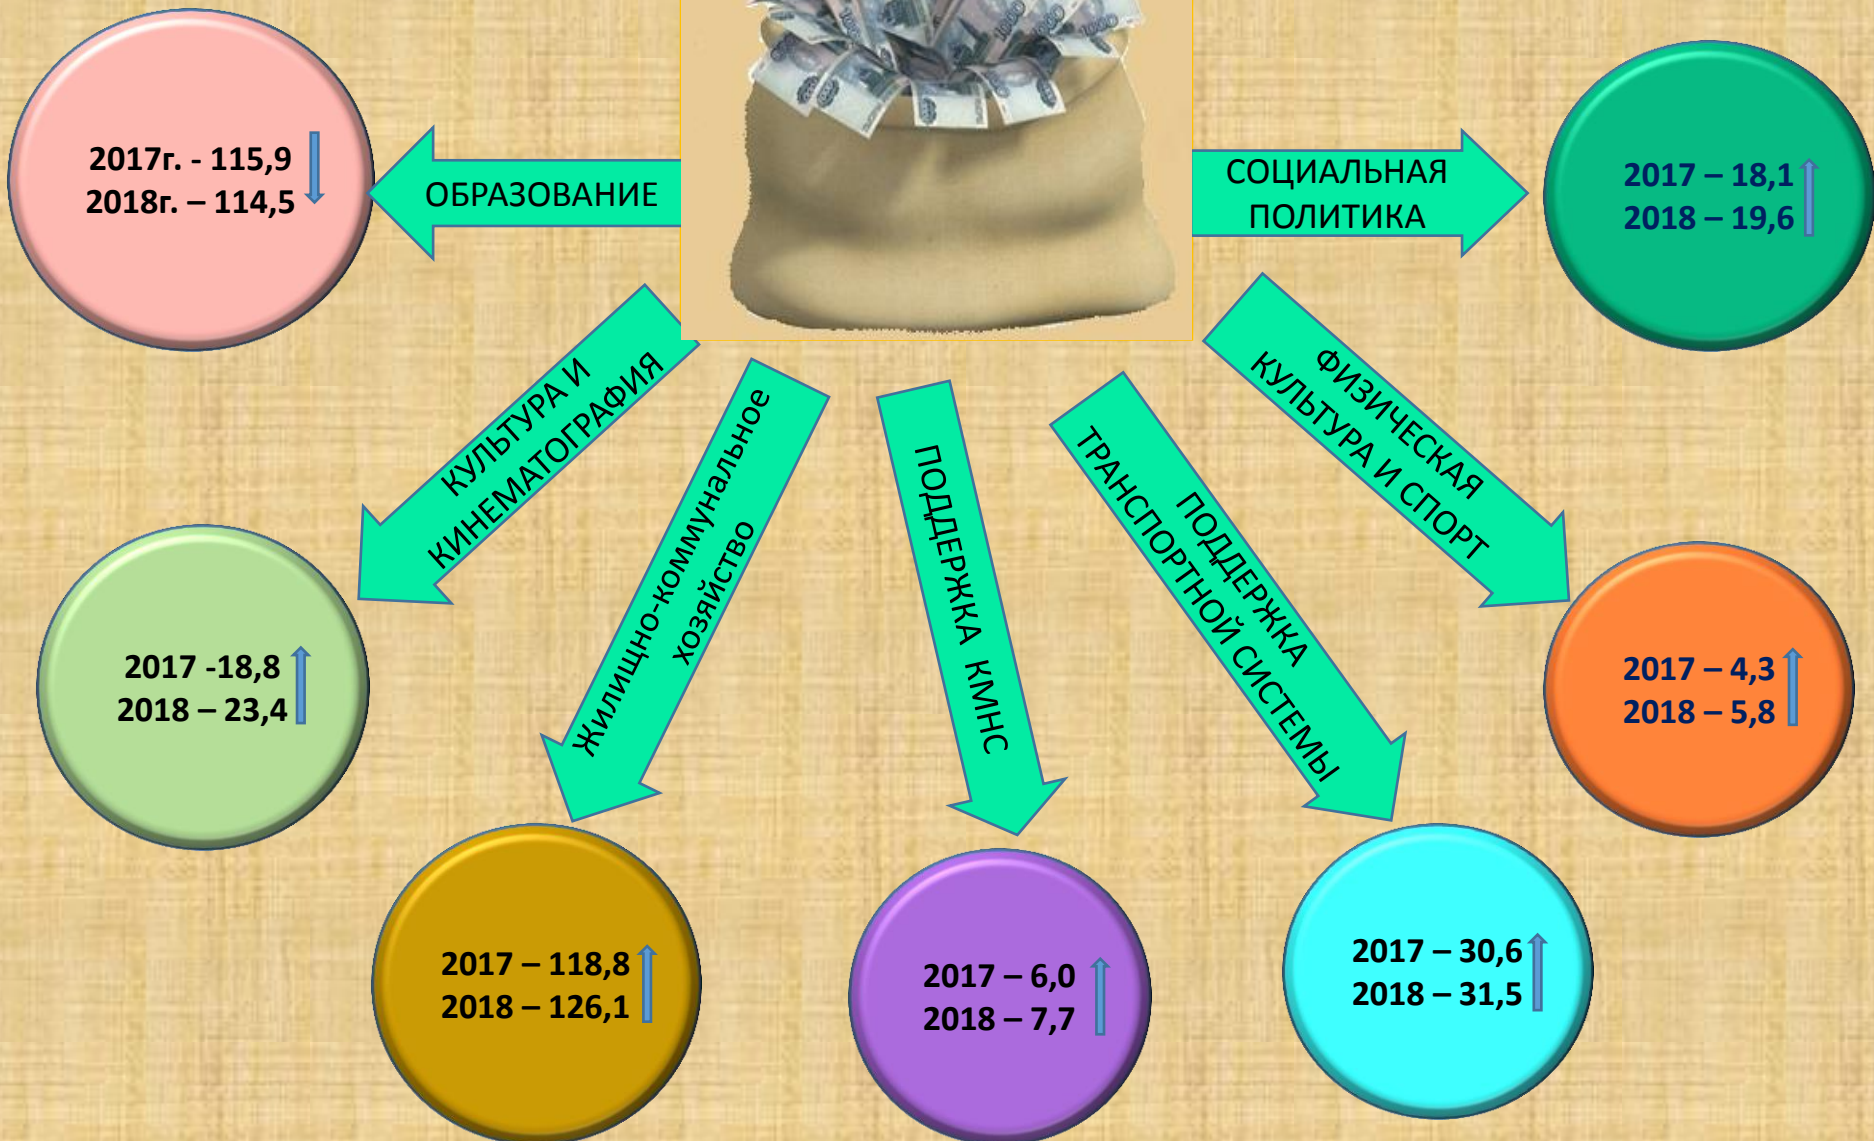 2017г. - 115,9
2018г. – 114,5
ОБРАЗОВАНИЕ
СОЦИАЛЬНАЯ
ПОЛИТИКА
2017 – 18,1
2018 – 19,6
КУЛЬТУРА И
КИНЕМАТОГРАФИЯ
2017 -18,8
2018 – 23,4
Жилищно-коммунальное
хозяйство
2017 – 118,8
2018 – 126,1
ПОДДЕРЖКА КМНС
2017 – 6,0
2018 – 7,7
ПОДДЕРЖКА
ТРАНСПОРТНОЙ СИСТЕМЫ
2017 – 30,6
2018 – 31,5
ФИЗИЧЕСКАЯ
КУЛЬТУРА И СПОРТ
2017 – 4,3
2018 – 5,8